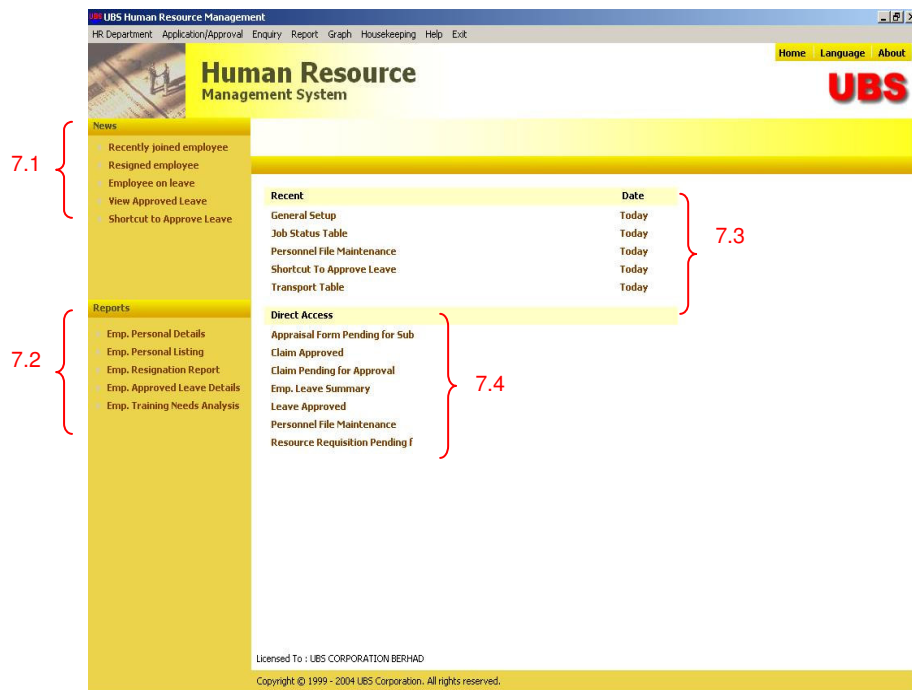 UBS UBS Human Resource Management
HR Department Application/Approval Enquiry Report Graph Housekeeping Help Exit
Home Language About
Human Resource
Management System
UBS
News
7.1
Recently joined employee
Resigned employee
Employee on leave
View Approved Leave
Shortcut to Approve Leave
Recent Date
General Setup Today
Job Status Table Today
Personnel File Maintenance Today
Shortcut To Approve Leave Today
Transport Table Today
7.3
Reports
7.2
Emp. Personal Details
Emp. Personal Listing
Emp. Resignation Report
Emp. Approved Leave Details
Emp. Training Needs Analysis
Direct Access
Appraisal Form Pending for Sub
Claim Approved
Claim Pending for Approval
Emp. Leave Summary
Leave Approved
Personnel File Maintenance
Resource Requisition Pending f
7.4
Licensed To : UBS CORPORATION BERHAD
Copyright © 1999 - 2004 UBS Corporation. All rights reserved.